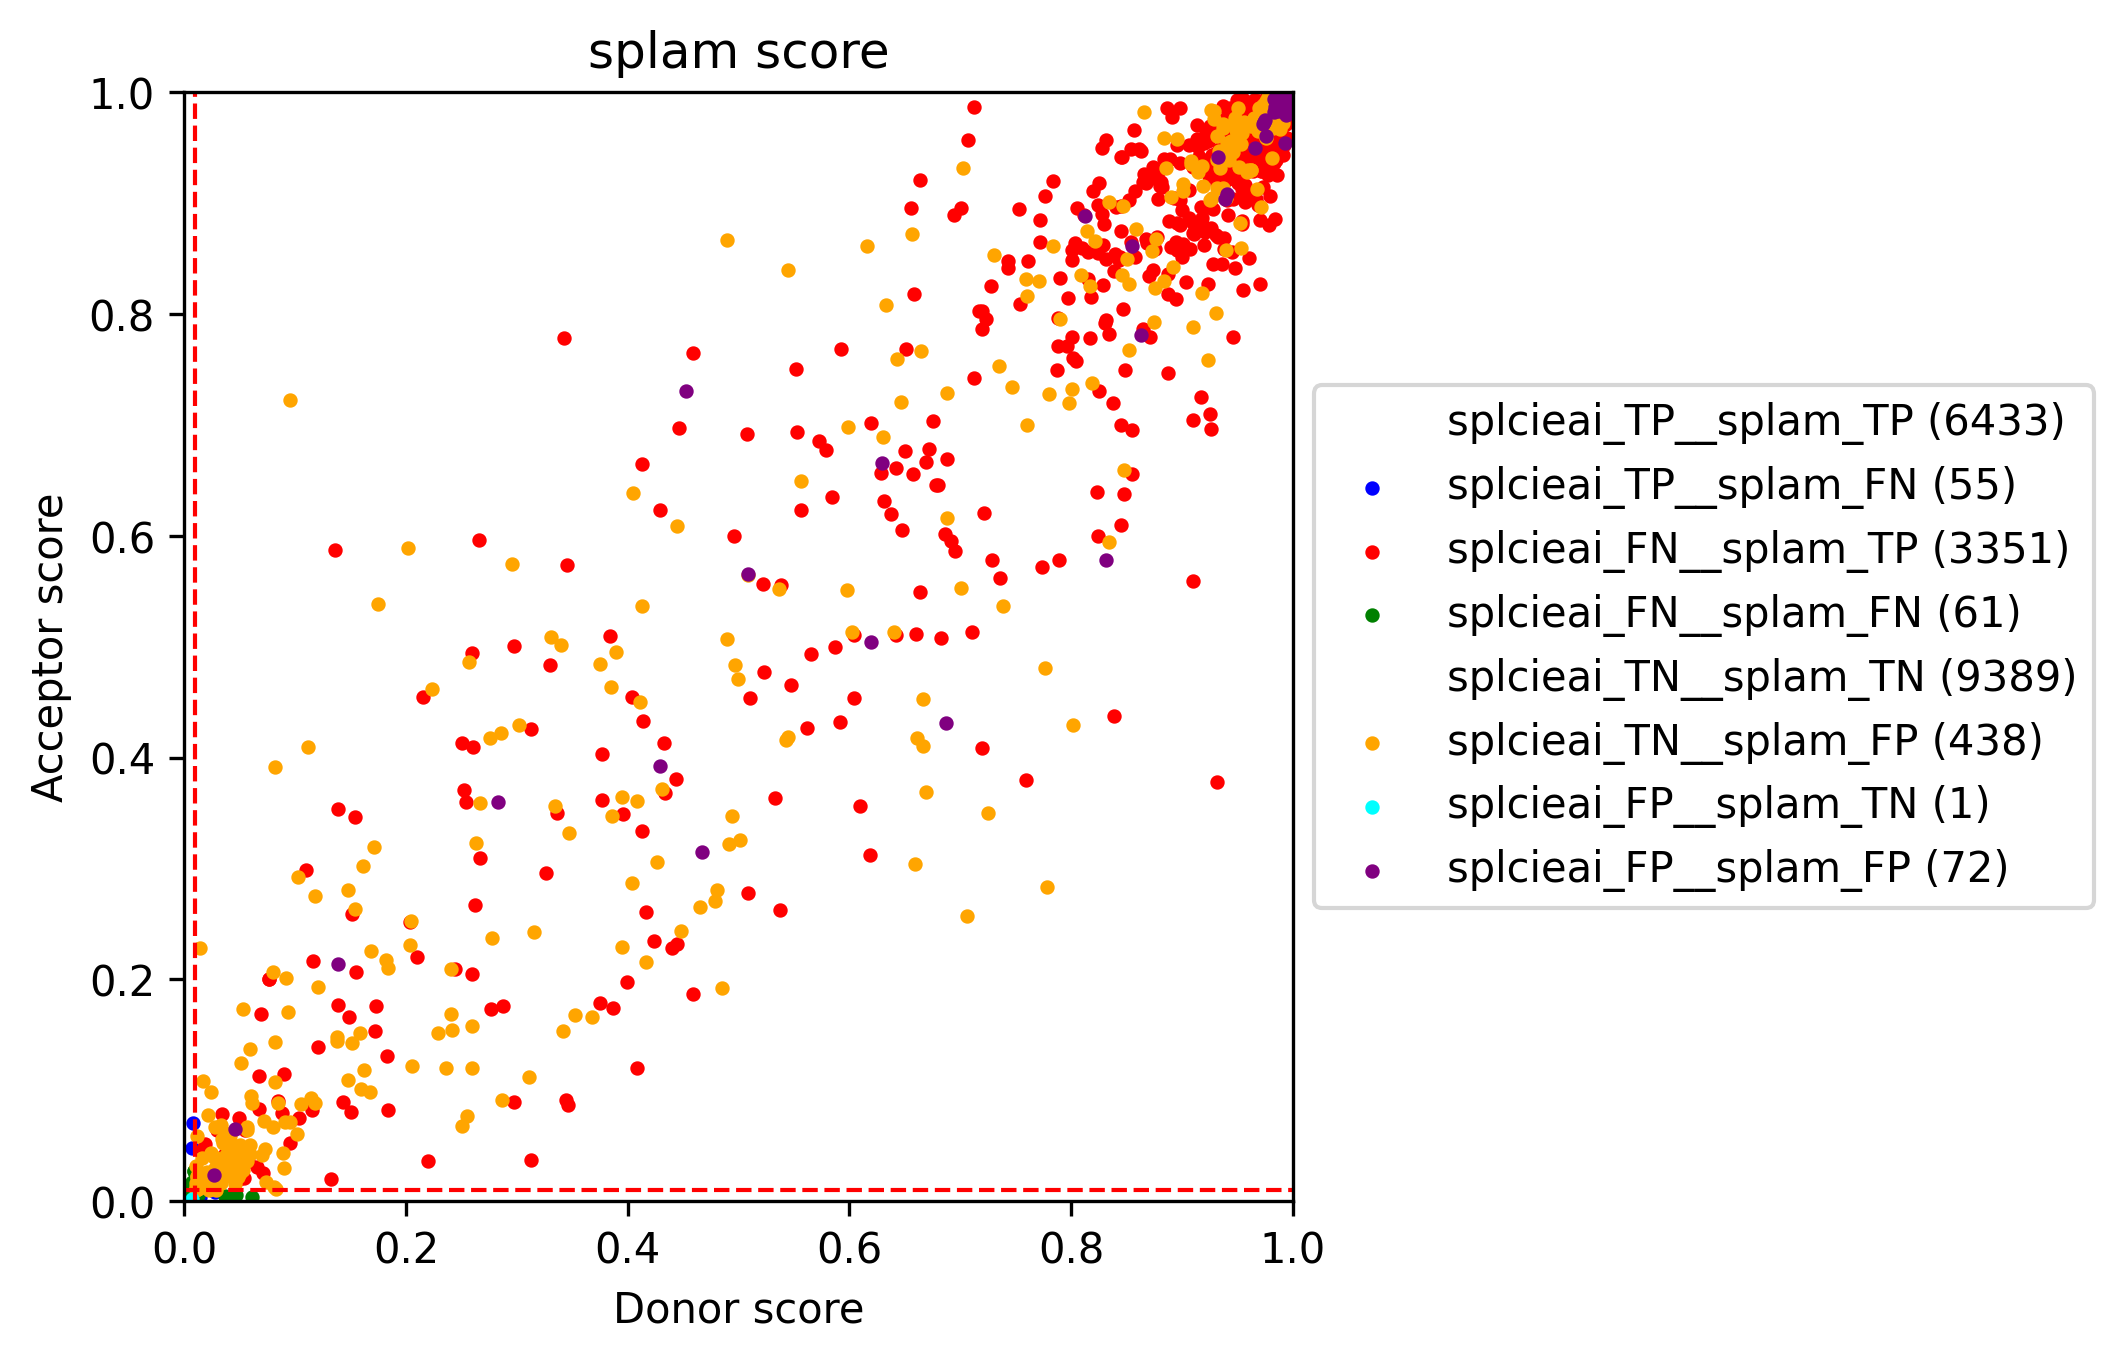 splam score
Acceptor score
1.0
0.8
0.6
0.4
0.2
0.0
0.0 0.2 0.4 0.6 0.8 1.0
Donor score
splcieai_TP__splam_TP (6433)
splcieai_TP__splam_FN (55)
splcieai_FN__splam_TP (3351)
splcieai_FN__splam_FN (61)
splcieai_TN__splam_TN (9389)
splcieai_TN__splam_FP (438)
splcieai_FP__splam_TN (1)
splcieai_FP__splam_FP (72)